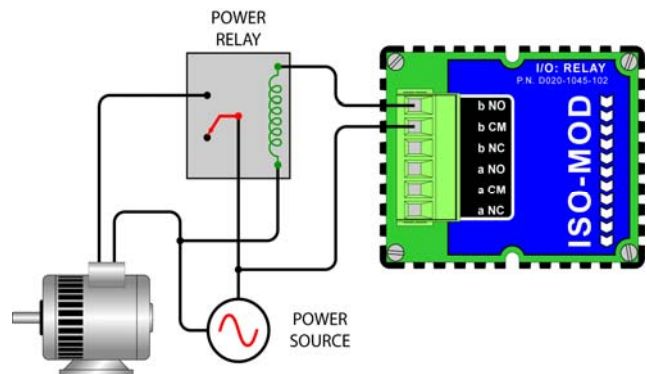 POWER
RELAY
I/O: RELAY
P.N. D020-1045-102
b NO
b CM
b NC
a NO
a CM
a NC
ISO-MOD
POWER
SOURCE